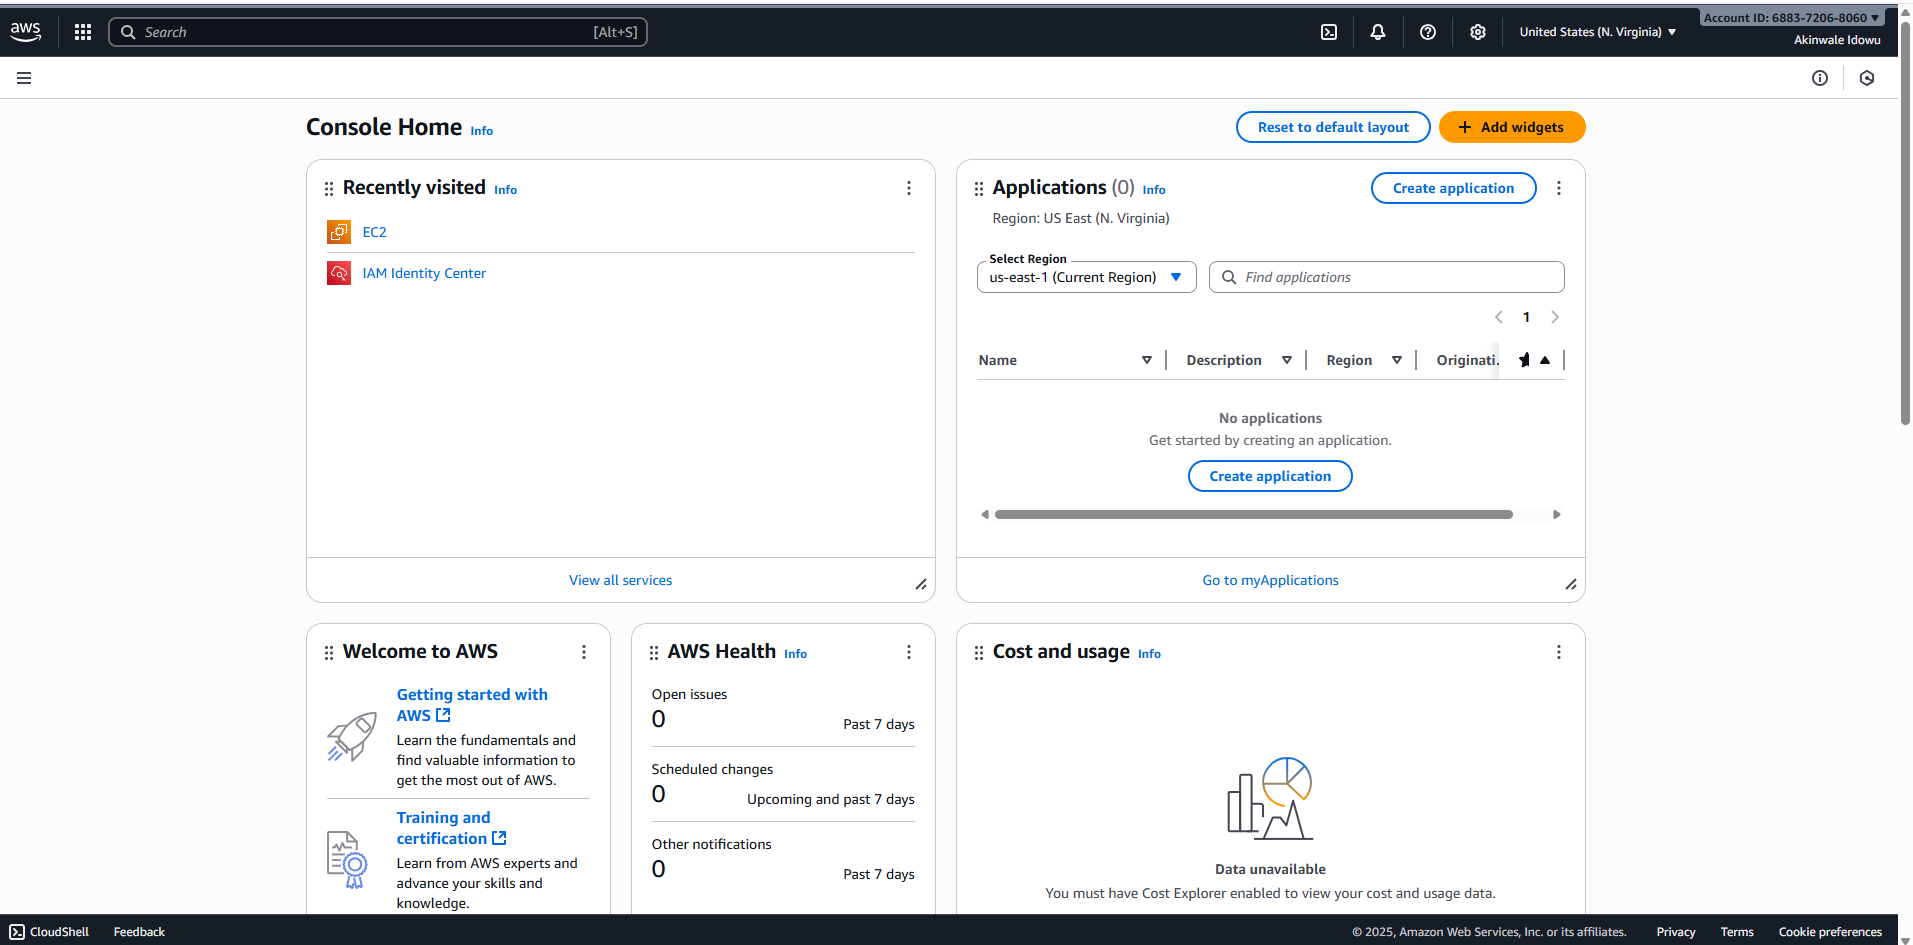 aws
Search [Alt+S]
United States (N. Virginia)
Account ID: 6883-7206-8060
Akinwale Idowu
Console Home Info
Reset to default layout
Add widgets
Recently visited Info
EC2
IAM Identity Center
View all services
Applications (0) Info
Create application
Region: US East (N. Virginia)
Select Region
us-east-1 (Current Region)
Find applications
1
Name Description Region Originati.
No applications
Get started by creating an application.
Create application
Go to myApplications
Welcome to AWS
Getting started with
AWS
Learn the fundamentals and
find valuable information to
get the most out of AWS.
Training and
certification
Learn from AWS experts and
advance your skills and
knowledge.
AWS Health Info
Open issues
0
Past 7 days
Scheduled changes
0
Upcoming and past 7 days
Other notifications
0
Past 7 days
Cost and usage Info
Data unavailable
You must have Cost Explorer enabled to view your cost and usage data.
CloudShell Feedback
© 2025, Amazon Web Services, Inc. or its affiliates. Privacy Terms Cookie preferences